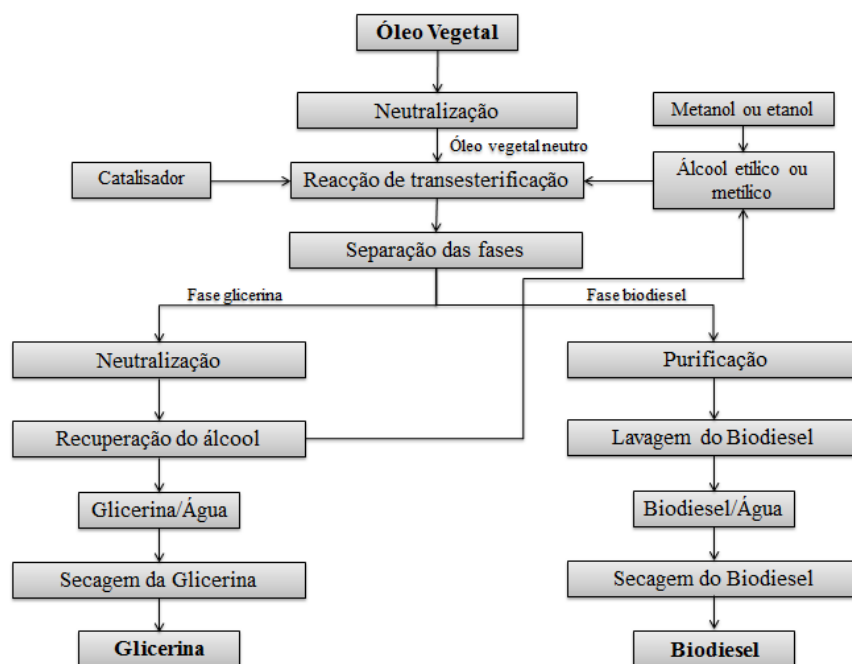 Óleo Vegetal
Neutralização
Metanol ou etanol
Óleo vegetal neutro
Catalisador
Reacção de transesterificação
Álcool etílico ou
metílico
Separação das fases
Fase glicerina
Fase biodiesel
Neutralização
Purificação
Recuperação do álcool
Lavagem do Biodiesel
Glicerina/Água
Biodiesel/Água
Secagem da Glicerina
Secagem do Biodiesel
Glicerina
Biodiesel